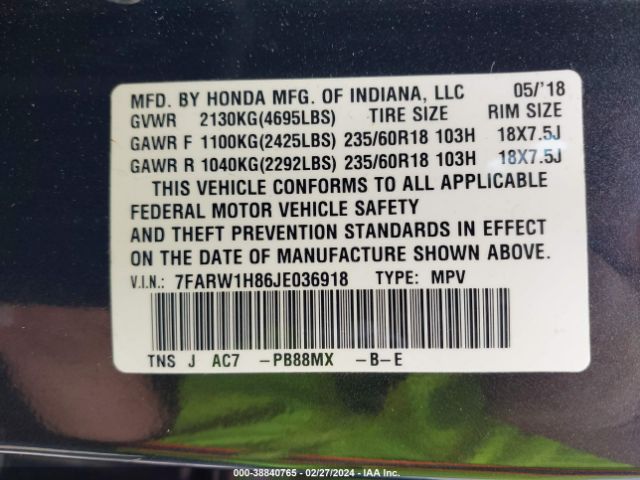 MFD. BY HONDA MFG. OF INDIANA, LLC 05/'18
GVWR 2130KG(4695LBS) TIRE SIZE RIM SIZE
GAWR F 1100KG(2425LBS) 235/60R18 103H 18X7.5J
GAWR R 1040KG(2292LBS) 235/60R18 103H 18X7.5J
THIS VEHICLE CONFORMS TO ALL APPLICABLE
FEDERAL MOTOR VEHICLE SAFETY
AND THEFT PREVENTION STANDARDS IN EFFECT
ON THE DATE OF MANUFACTURE SHOWN ABOVE.
V.I.N.: 7FARW1H86JE036918 TYPE: MPV
TNS J AC7 -PB88MX -B-E
000-38840765 - 02/27/2024 - IAA Inc.